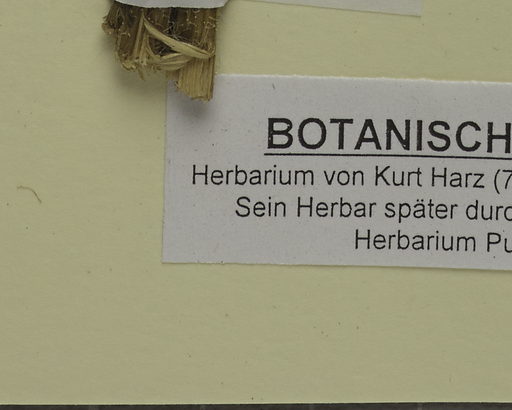 BOTANISCH
Herbarium von Kurt Harz (7
Sein Herbar später durc
Herbarium Pu